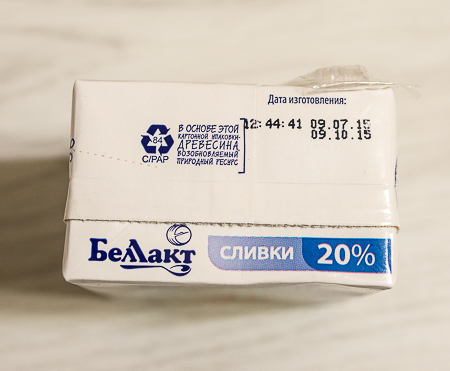 Дата изготовления:
12:44:41 09.07.15
09.10.15
84
C/PAP
В ОСНОВЕ ЭТОЙ
КАРТОННОЙ УПАКОВКИ-
ДРЕВЕСИНА,
ВОЗОБНОВЛЯЕМЫЙ
ПРИРОДНЫЙ РЕСУРС
Беллакт
СЛИВКИ 20%